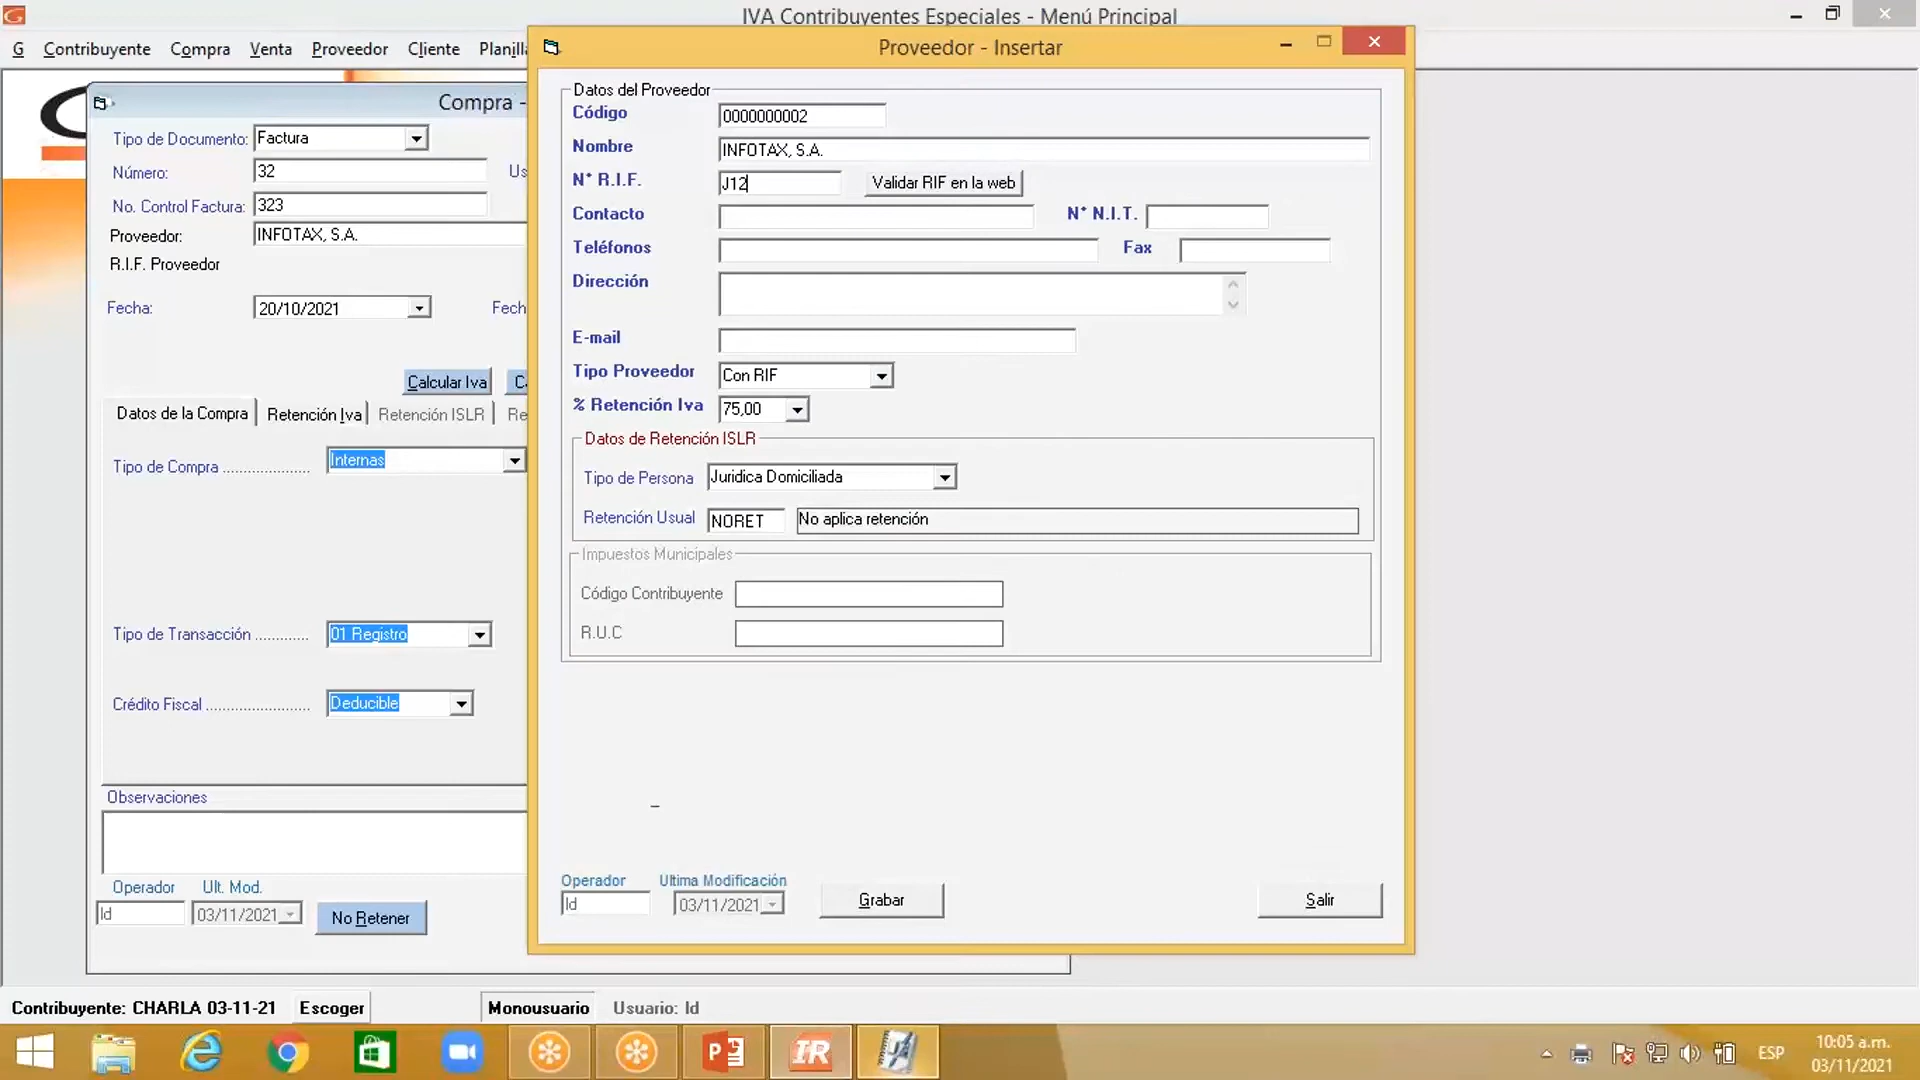 IVA Contribuyentes Especiales - Menú Principal
G Contribuyente Compra Venta Proveedor Cliente Planill
Compra -
Tipo de Documento: Factura
Número: 32 Us
No. Control Factura: 323
Proveedor: INFOTAX, S.A.
R.I.F. Proveedor
Fecha: 20/10/2021 Fech
Calcular Iva Ca
Datos de la Compra Retención Iva Retención ISLR Re
Tipo de Compra .................... Internas
Tipo de Transacción ............ 01 Registro
Crédito Fiscal ....................... Deducible
Observaciones
Operador Ult. Mod.
Id 03/11/2021 No Retener
Proveedor - Insertar
Datos del Proveedor
Código 0000000002
Nombre INFOTAX, S.A.
N° R.I.F. J12 Validar RIF en la web
Contacto N° N.I.T.
Teléfonos Fax
Dirección
E-mail
Tipo Proveedor Con RIF
% Retención Iva 75,00
Datos de Retención ISLR
Tipo de Persona Juridica Domiciliada
Retención Usual NORET No aplica retención
Impuestos Municipales
Código Contribuyente
R.U.C
Operador Ultima Modificación
Id 03/11/2021 Grabar Salir
Contribuyente: CHARLA 03-11-21 Escoger Monousuario Usuario: Id
IR
ESP
10:05 a.m.
03/11/2021